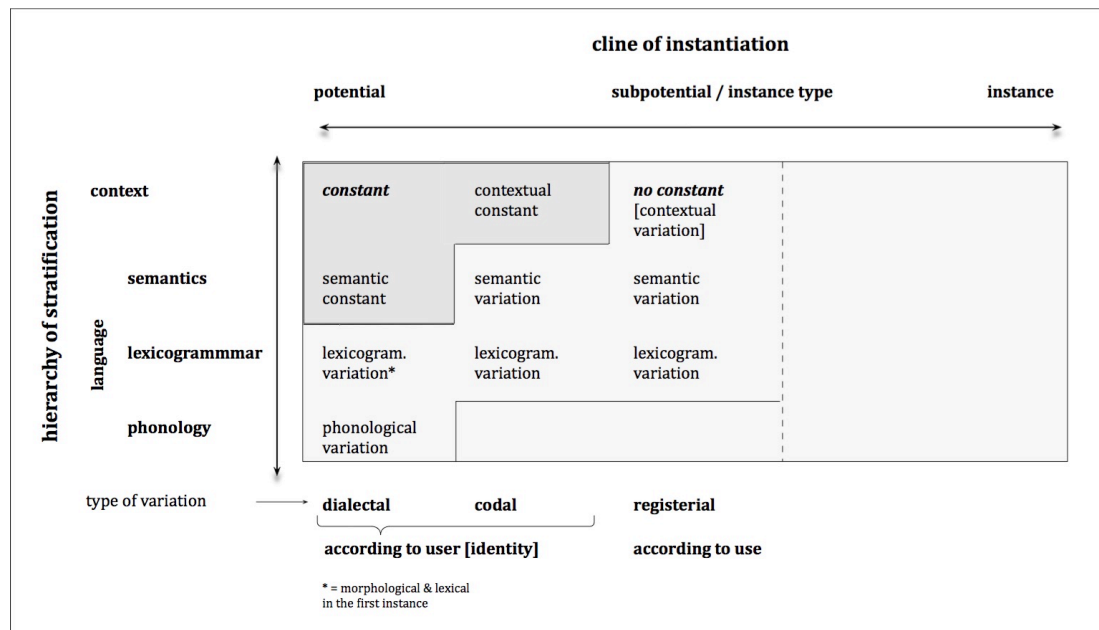 cline of instantiation
potential subpotential / instance type instance
hierarchy of stratification
language
context
constant
contextual
constant
no constant
[contextual
variation]
semantics
semantic
constant
semantic
variation
semantic
variation
lexicogrammmar
lexicogram.
variation*
lexicogram.
variation
lexicogram.
variation
phonology
phonological
variation
type of variation
dialectal codal registerial
according to user [identity] according to use
* = morphological & lexical
in the first instance